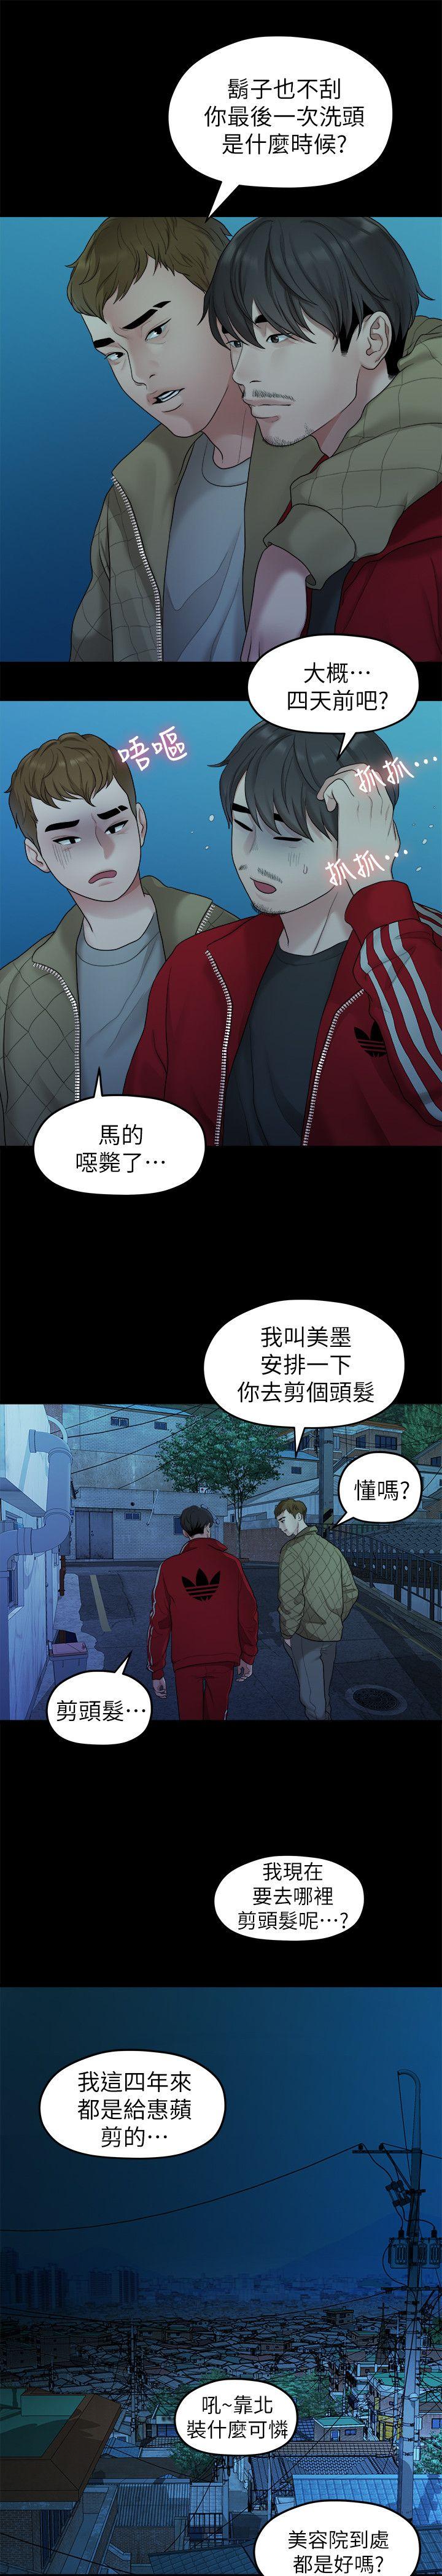 鬍子也不刮
你最後一次洗頭
是什麼時候?
大概⋯
四天前吧?
唔嘔
抓抓⋯
抓抓⋯
馬的
噁斃了⋯
我叫美墨
安排一下
你去剪個頭髮
懂嗎?
剪頭髮⋯
我現在
要去哪裡
剪頭髮呢⋯?
我這四年來
都是給惠蘋
剪的⋯
吼~靠北
裝什麼可憐
美容院到處
都是好嗎?